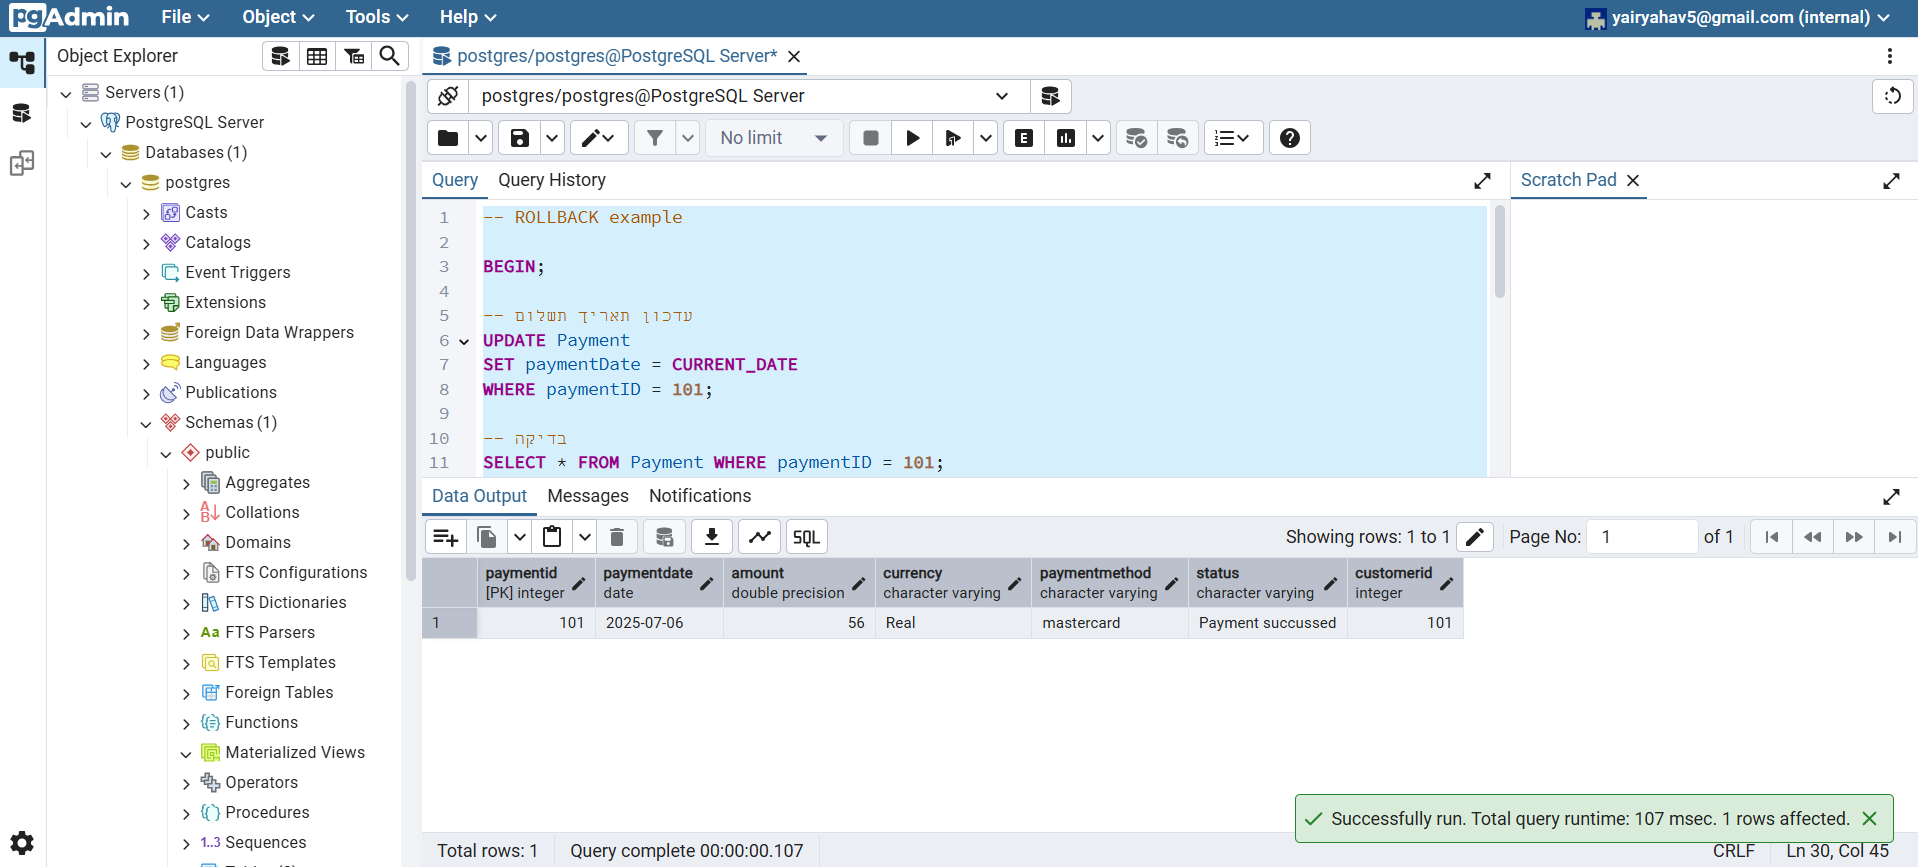 pgAdmin File Object Tools Help yairyahav5@gmail.com (internal)
Object Explorer
Servers (1)
PostgreSQL Server
Databases (1)
postgres
Casts
Catalogs
Event Triggers
Extensions
Foreign Data Wrappers
Languages
Publications
Schemas (1)
public
Aggregates
Collations
Domains
FTS Configurations
FTS Dictionaries
FTS Parsers
FTS Templates
Foreign Tables
Functions
Materialized Views
Operators
Procedures
1..3 Sequences
postgres/postgres@PostgreSQL Server*
postgres/postgres@PostgreSQL Server
No limit
Query Query History
Scratch Pad
1 -- ROLLBACK example
2
3 BEGIN;
4
5 -- עדכון תאריך תשלום
6 UPDATE Payment
7 SET paymentDate = CURRENT_DATE
8 WHERE paymentID = 101;
9
10 -- בדיקה
11 SELECT * FROM Payment WHERE paymentID = 101;
Data Output Messages Notifications
SQL Showing rows: 1 to 1 Page No: 1 of 1
paymentid paymentdate amount currency paymentmethod status customerid
[PK] integer date double precision character varying character varying character varying integer
1 101 2025-07-06 56 Real mastercard Payment succussed 101
Successfully run. Total query runtime: 107 msec. 1 rows affected.
Total rows: 1 Query complete 00:00:00.107 CRLF Ln 30, Col 45